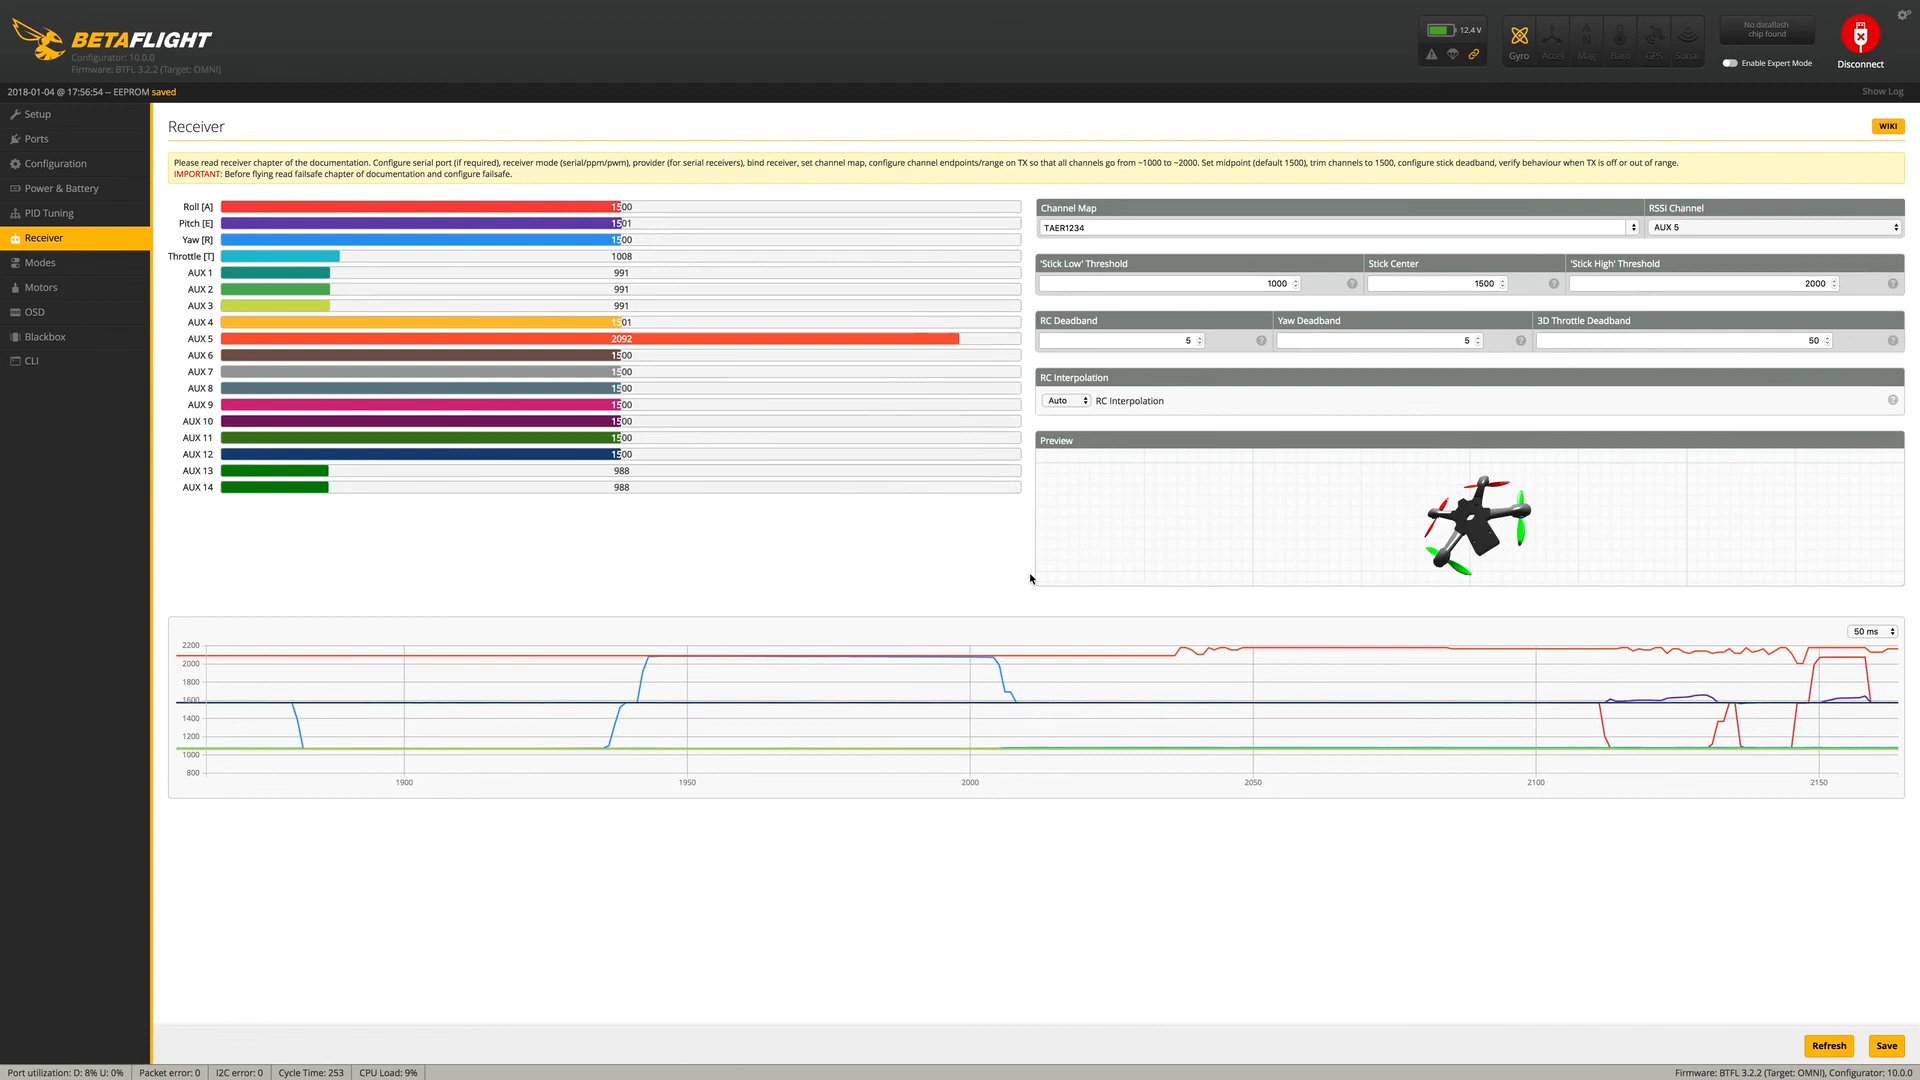 BETAFLIGHT
Configurator: 10.0.0
Firmware: BTFL 3.2.2 (Target: OMNI)
12.4 V
Gyro
Accel
Mag
Baro
GPS
Sonar
No dataflash
chip found
Enable Expert Mode
Disconnect
2018-01-04 @ 17:56:54 -- EEPROM saved
Show Log
Setup
Ports
Configuration
Power & Battery
PID Tuning
Receiver
Modes
Motors
OSD
Blackbox
CLI
Receiver
WIKI
Please read receiver chapter of the documentation. Configure serial port (if required), receiver mode (serial/ppm/pwm), provider (for serial receivers), bind receiver, set channel map, configure channel endpoints/range on TX so that all channels go from ~1000 to ~2000. Set midpoint (default 1500), trim channels to 1500, configure stick deadband, verify behaviour when TX is off or out of range.
IMPORTANT: Before flying read failsafe chapter of documentation and configure failsafe.
Roll [A] 1500
Pitch [E] 1501
Yaw [R] 1500
Throttle [T] 1008
AUX 1 991
AUX 2 991
AUX 3 991
AUX 4 1501
AUX 5 2092
AUX 6 1500
AUX 7 1500
AUX 8 1500
AUX 9 1500
AUX 10 1500
AUX 11 1500
AUX 12 1500
AUX 13 988
AUX 14 988
Channel Map RSSI Channel
TAER1234 AUX 5
'Stick Low' Threshold Stick Center 'Stick High' Threshold
1000 1500 2000
RC Deadband Yaw Deadband 3D Throttle Deadband
5 5 50
RC Interpolation
Auto RC Interpolation
Preview
50 ms
2200
2000
1800
1600
1400
1200
1000
800
1900 1950 2000 2050 2100 2150
Refresh Save
Port utilization: D: 8% U: 0% Packet error: 0 I2C error: 0 Cycle Time: 253 CPU Load: 9% Firmware: BTFL 3.2.2 (Target: OMNI), Configurator: 10.0.0